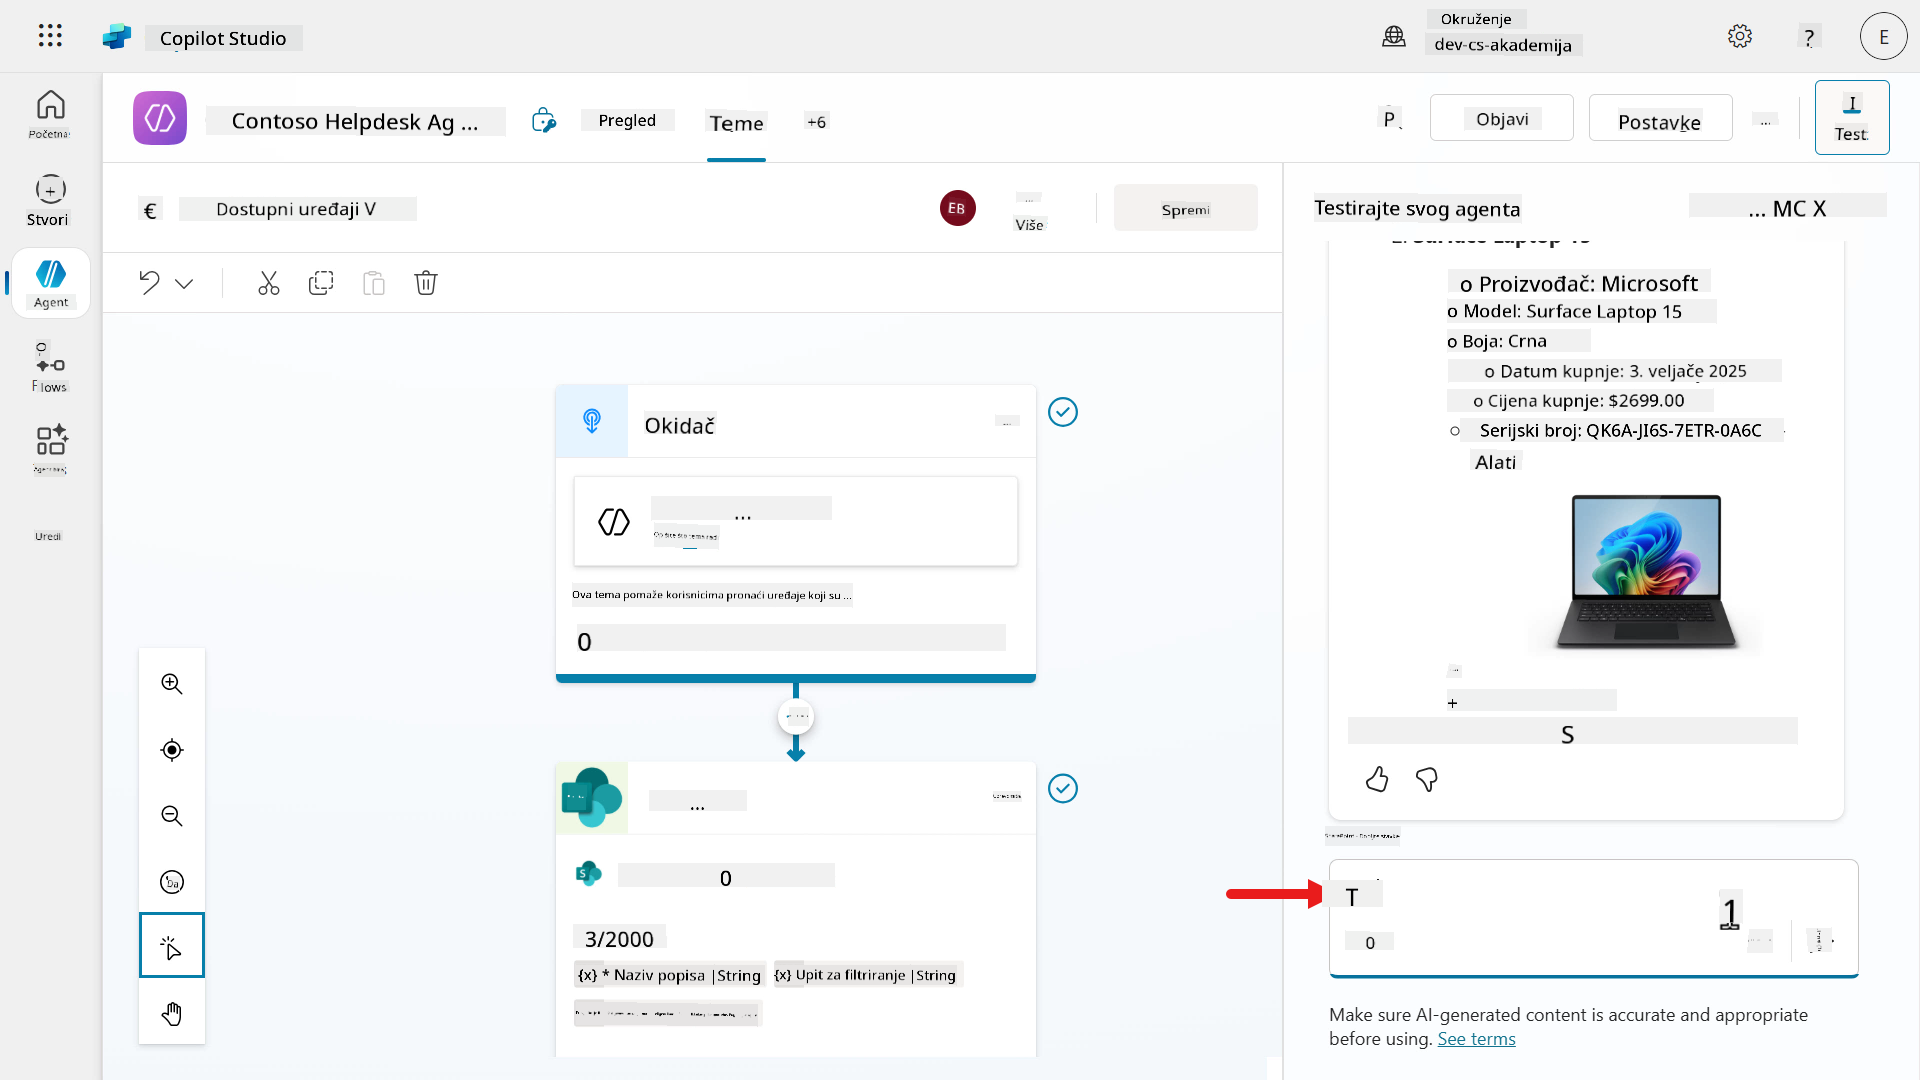 Copilot Studio
Okruženje
dev-cs-akademija
?
E
Početna
Stvori
Agent
Flows
Uredi
Contoso Helpdesk Ag ...
Pregled
Teme
+6
P
Objavi
Postavke
...
I
Test
€ Dostupni uređaji V
EB
...
Više
Spremi
Okidač
...
...
Ova tema pomaže korisnicima pronaći uređaje koji su ...
0
...
0
3/2000
{x} * Naziv popisa |String
{x} Upit za filtriranje |String
Testirajte svog agenta
... MC X
o Proizvođač: Microsoft
o Model: Surface Laptop 15
o Boja: Crna
o Datum kupnje: 3. veljače 2025
o Cijena kupnje: $2699.00
o Serijski broj: QK6A-JI6S-7ETR-0A6C
Alati
+
S
T
0
1
Make sure AI-generated content is accurate and appropriate
before using. See terms